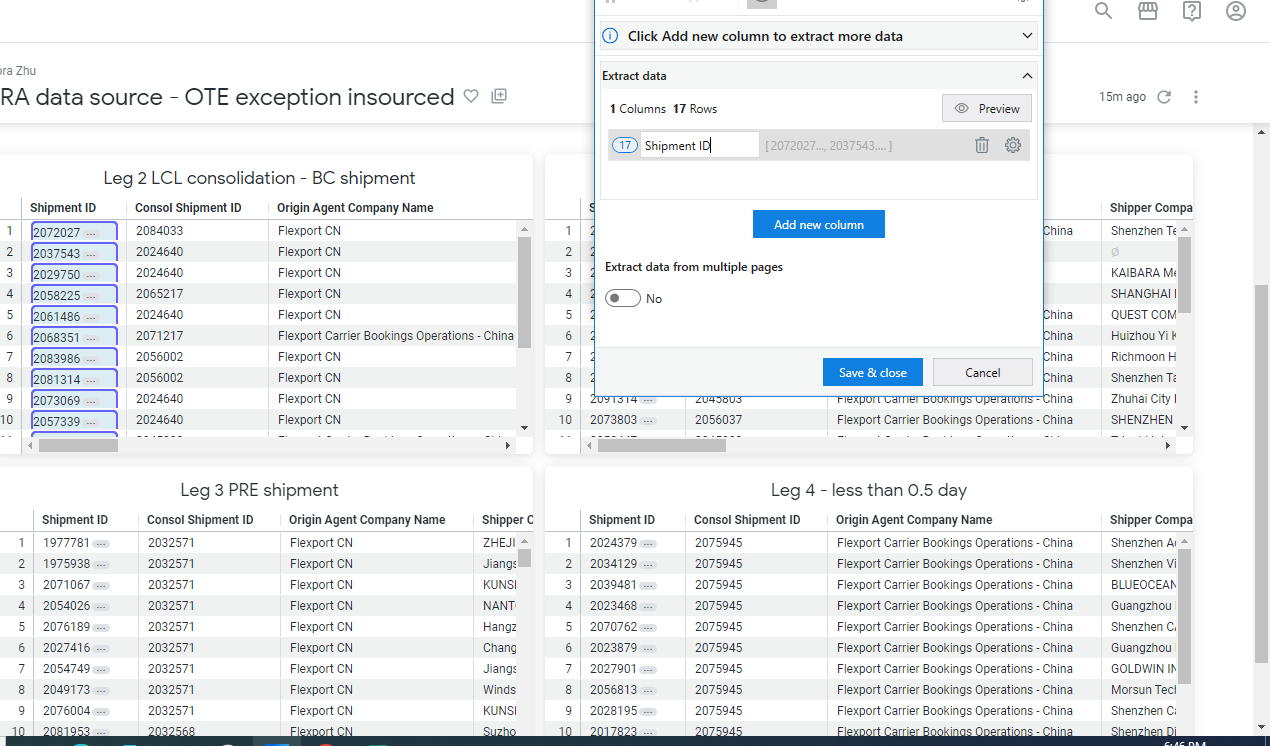 ora Zhu
RA data source - OTE exception insourced
15m ago
Click Add new column to extract more data
Extract data
1 Columns 17 Rows
Preview
17 Shipment ID [ 2072027..., 2037543.... ]
Add new column
Extract data from multiple pages
No
Save & close
Cancel
Leg 2 LCL consolidation - BC shipment
Shipment ID Consol Shipment ID Origin Agent Company Name
1 2072027 ... 2084033 Flexport CN
2 2037543 ... 2024640 Flexport CN
3 2029750 ... 2024640 Flexport CN
4 2058225 ... 2065217 Flexport CN
5 2061486 ... 2024640 Flexport CN
6 2068351 ... 2071217 Flexport Carrier Bookings Operations - China
7 2083986 ... 2056002 Flexport CN
8 2081314 ... 2056002 Flexport CN
9 2073069 ... 2024640 Flexport CN
10 2057339 ... 2024640 Flexport CN
Shipper Compa
1 China Shenzhen Te
2 Ø
3 KAIBARA Me
4 SHANGHAI
5 China QUEST COM
6 China Huizhou Yi K
7 China Richmoon H
8 China Shenzhen Ta
9 2091314 ... 2045803 Flexport Carrier Bookings Operations - China Zhuhai City
10 2073803 ... 2056037 Flexport Carrier Bookings Operations - China SHENZHEN
Leg 3 PRE shipment
Shipment ID Consol Shipment ID Origin Agent Company Name Shipper C
1 1977781 ... 2032571 Flexport CN ZHEJI
2 1975938 ... 2032571 Flexport CN Jiangs
3 2071067 ... 2032571 Flexport CN KUNS
4 2054026 ... 2032571 Flexport CN NANT
5 2076189 ... 2032571 Flexport CN Hangz
6 2027416 ... 2032571 Flexport CN Chang
7 2054749 ... 2032571 Flexport CN Jiangs
8 2049173 ... 2032571 Flexport CN Winds
9 2076004 ... 2032571 Flexport CN KUNS
10 2081953 ... 2032568 Flexport CN Suzho
Leg 4 - less than 0.5 day
Shipment ID Consol Shipment ID Origin Agent Company Name Shipper Compa
1 2024379 ... 2075945 Flexport Carrier Bookings Operations - China Shenzhen Ac
2 2034129 ... 2075945 Flexport Carrier Bookings Operations - China Shenzhen Vi
3 2039481 ... 2075945 Flexport Carrier Bookings Operations - China BLUEOCEAN
4 2023468 ... 2075945 Flexport Carrier Bookings Operations - China Guangzhou
5 2070762 ... 2075945 Flexport Carrier Bookings Operations - China Shenzhen CA
6 2023879 ... 2075945 Flexport Carrier Bookings Operations - China Guangzhou
7 2027901 ... 2075945 Flexport Carrier Bookings Operations - China GOLDWIN IN
8 2056813 ... 2075945 Flexport Carrier Bookings Operations - China Morsun Tech
9 2028195 ... 2075945 Flexport Carrier Bookings Operations - China Shenzhen Ca
10 2017823 ... 2075945 Flexport Carrier Bookings Operations - China Shenzhen Di
6:46 PM